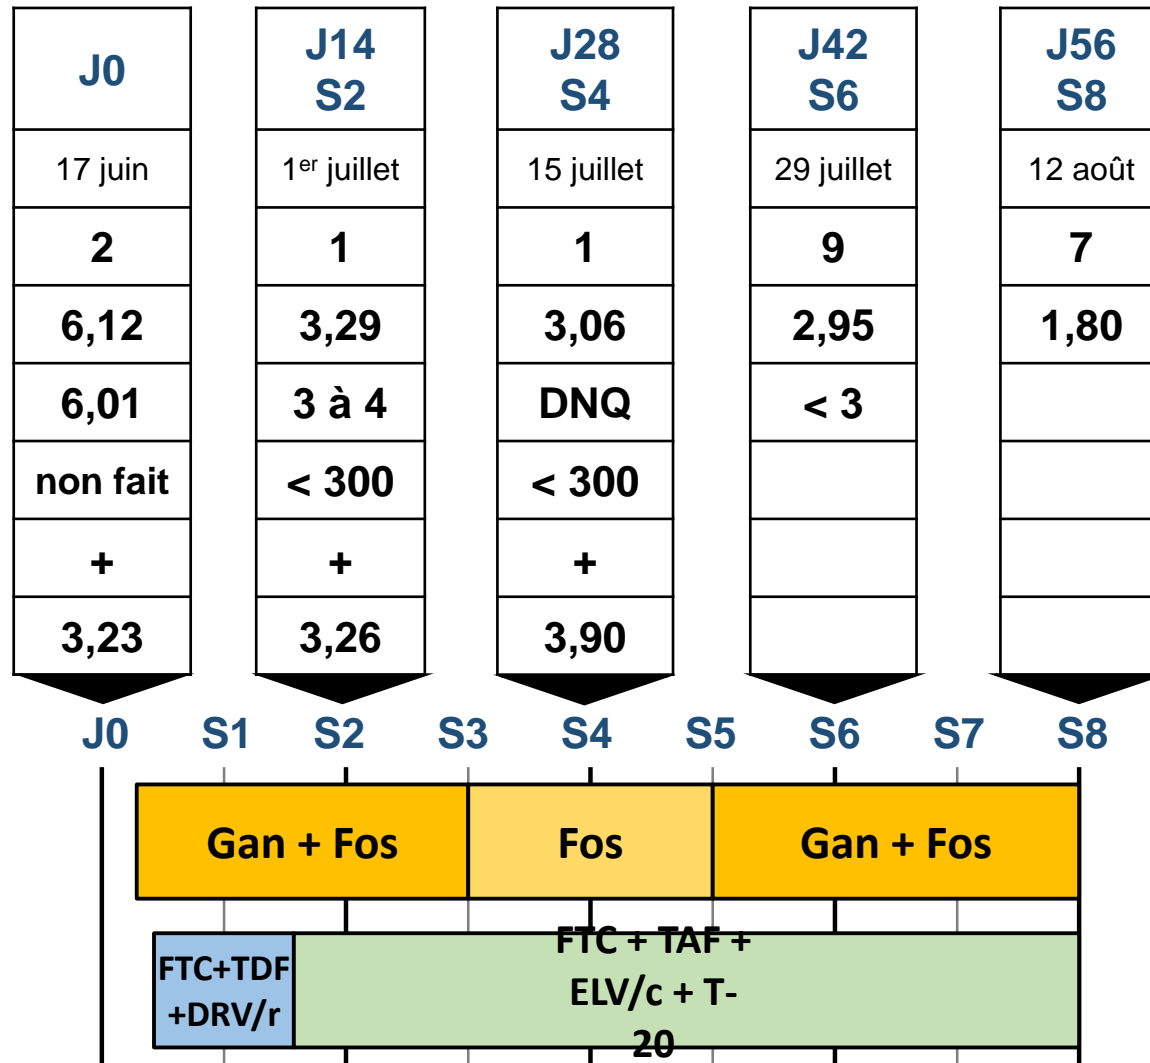 J0
J14
S2
J28
S4
J42
S6
J56
S8
17 juin
1er juillet
15 juillet
29 juillet
12 août
2
1
1
9
7
6,12
3,29
3,06
2,95
1,80
6,01
3 à 4
DNQ
< 3
non fait
< 300
< 300
+
+
+
3,23
3,26
3,90
J0 S1 S2 S3 S4 S5 S6 S7 S8
Gan + Fos
Fos
Gan + Fos
FTC+TDF
+DRV/r
FTC + TAF +
ELV/c + T-
20